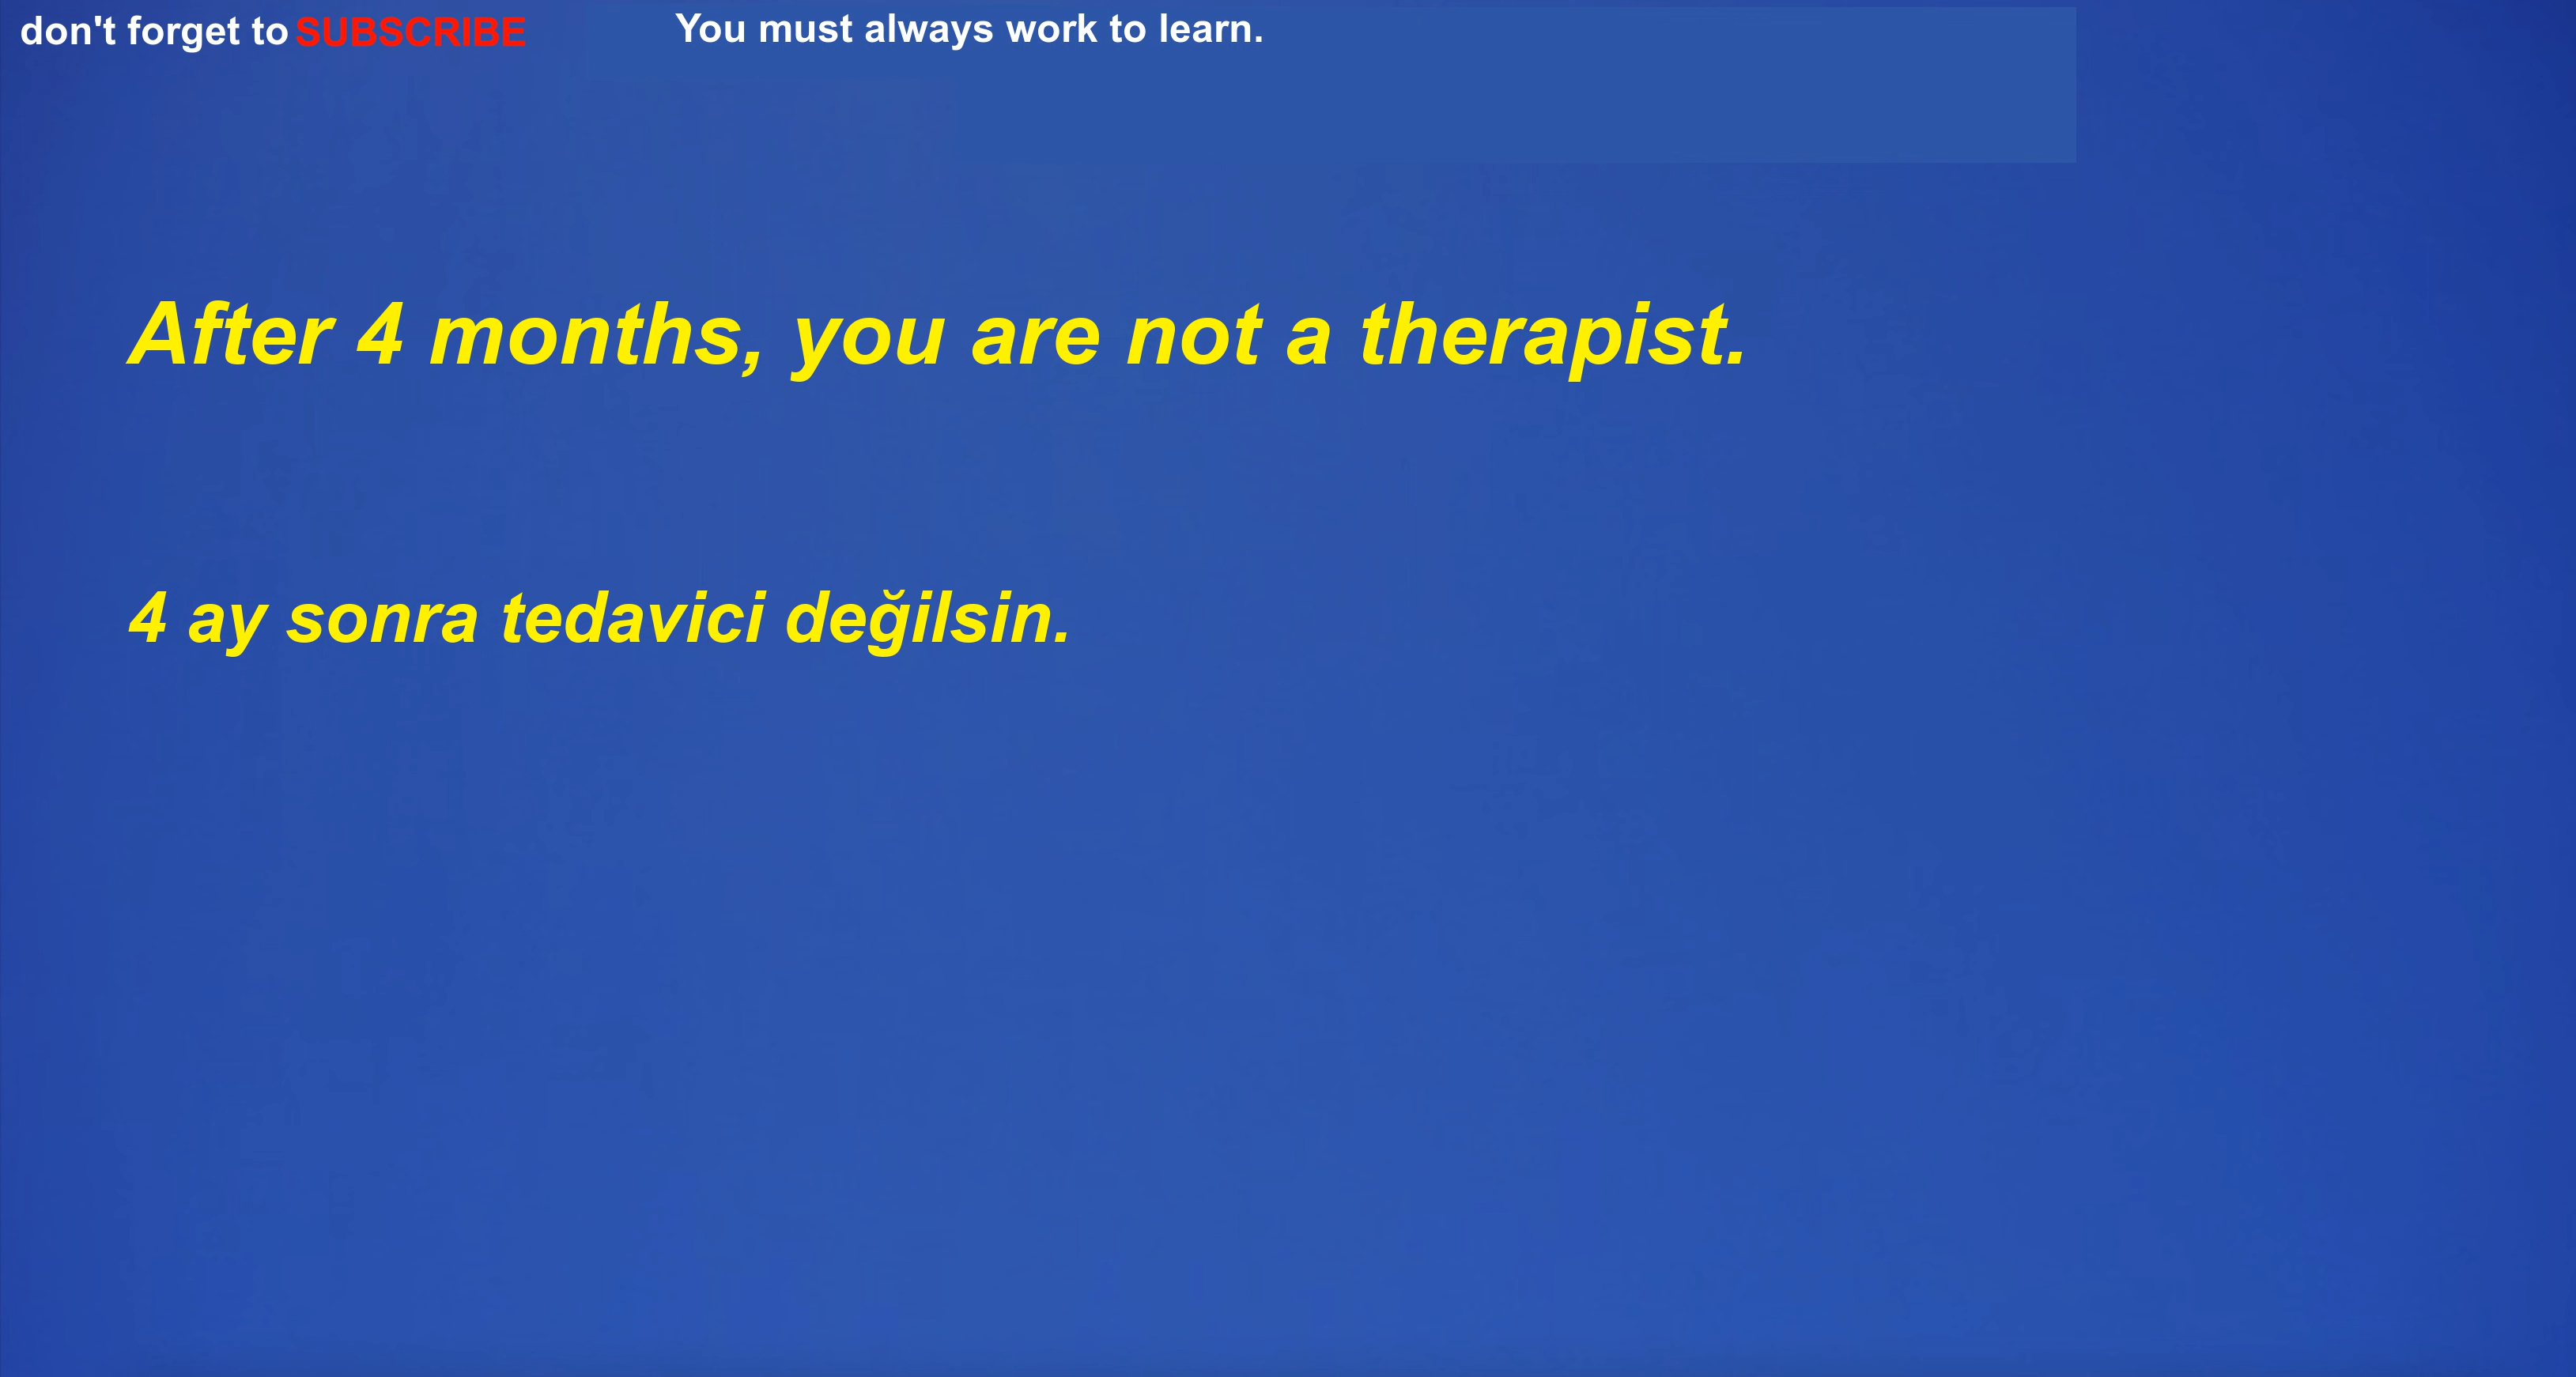 don't forget to SUBSCRIBE You must always work to learn.
After 4 months, you are not a therapist.
4 ay sonra tedavici değilsin.